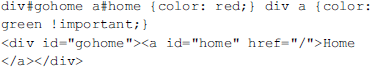 div#gohome a#home {color: red;} div a {color:
green !important;}
<div id="gohome"><a id="home" href="/">Home
</a></div>